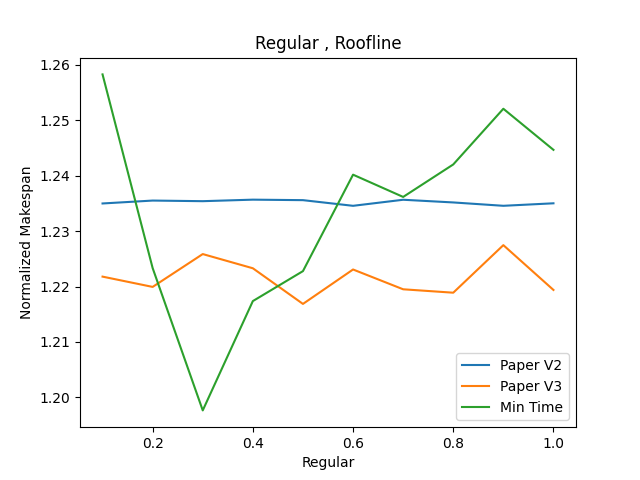 Regular , Roofline
1.26
1.25
1.24
1.23
1.22
1.21
1.20
Normalized Makespan
0.2 0.4 0.6 0.8 1.0
Regular
Paper V2
Paper V3
Min Time